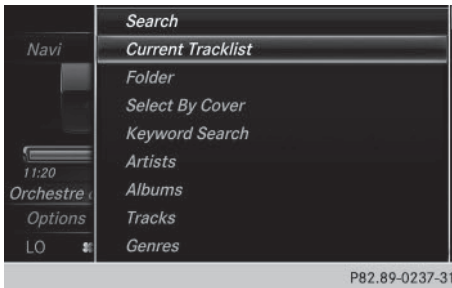 Search
Navi
Current Tracklist
Folder
Select By Cover
Keyword Search
11:20
Artists
Orchestre
Albums
Options
Tracks
LO
Genres
P82.89-0237-31